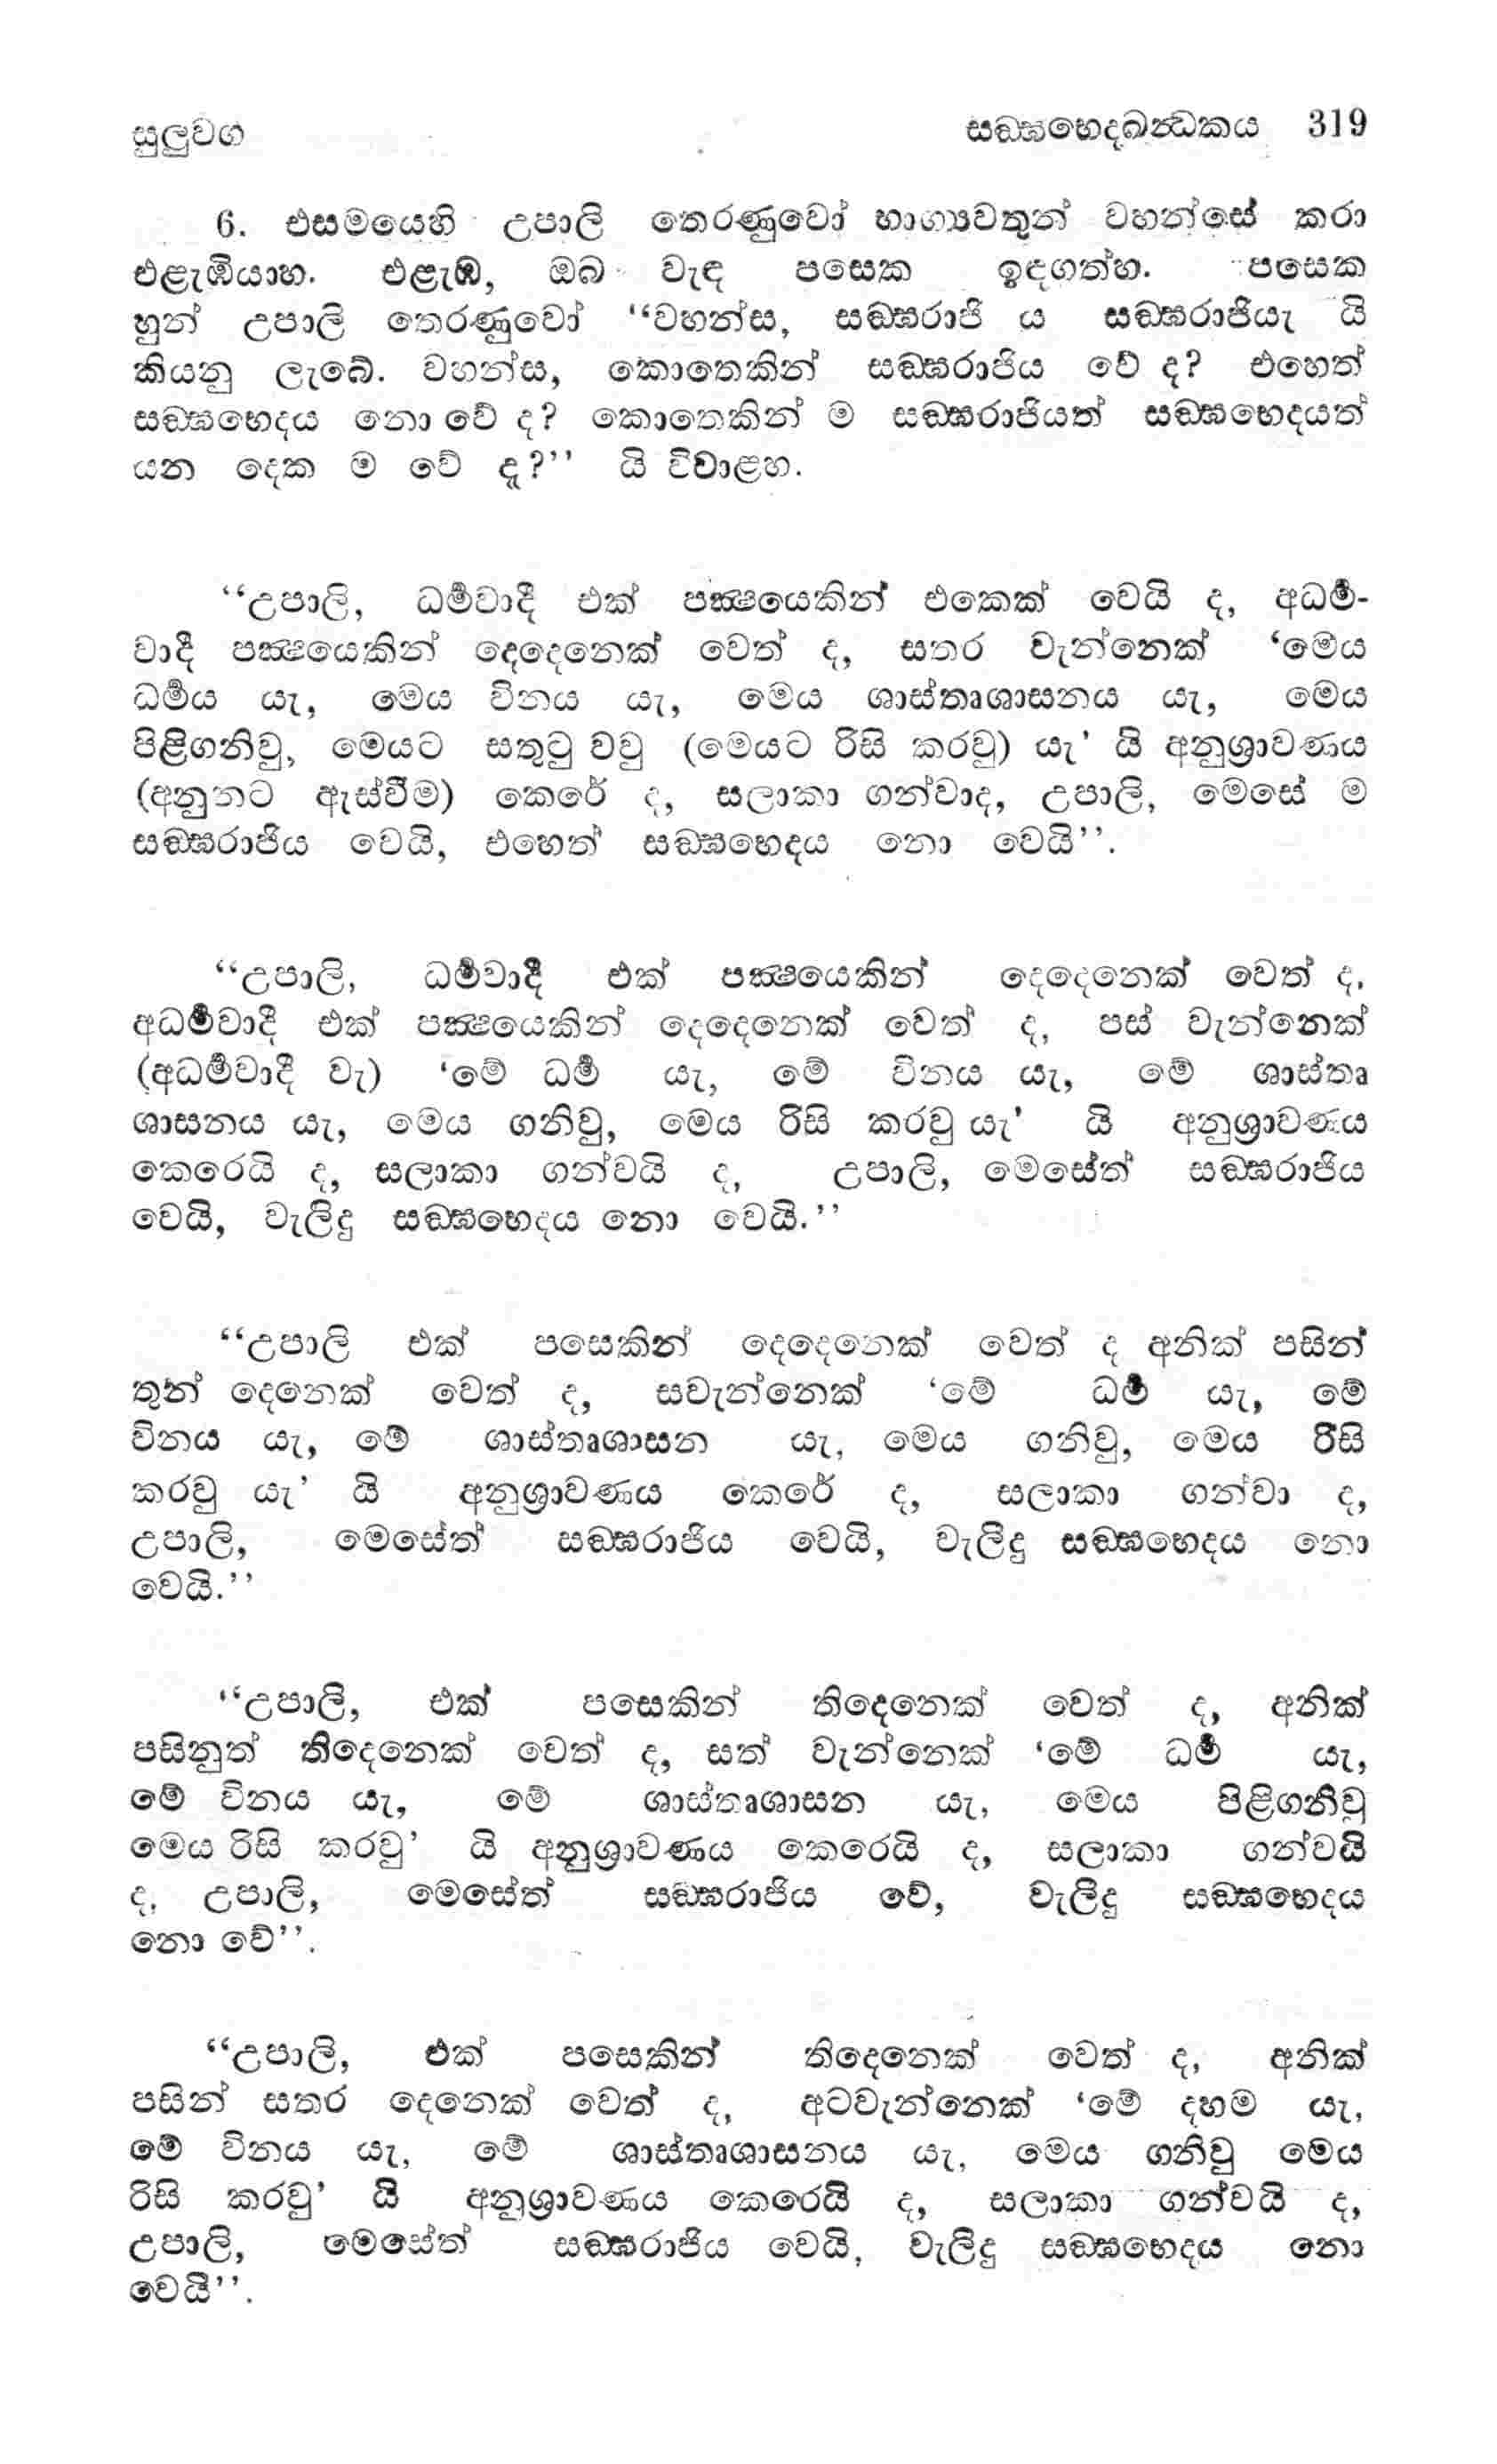 සුලුවග සඞ්ඝභෙදඛන්ධකය 319
6. එසමයෙහි උපාලි තෙරණුවෝ භාග්‍යවතුන් වහන්සේ කරා
එළැඹියාහ. එළැඹ, ඔබ වැඳ පසෙක ඉඳගත්හ. පසෙක
හුන් උපාලි තෙරණුවෝ “වහන්ස, සඞ්ඝරාජි ය සඞ්ඝරාජියැ යි
කියනු ලැබේ. වහන්ස, කොතෙකින් සඞ්ඝරාජිය වේ ද? එහෙත්
සඞ්ඝභෙදය නො වේ ද? කොතෙකින් ම සඞ්ඝරාජියත් සඞ්ඝභෙදයත්
යන දෙක ම වේ දැ?’’ යි විචාළහ.
“උපාලි, ධර්‍මවාදී එක් පක්‍ෂයෙකින් එකෙක් වෙයි ද, අධර්‍ම-
වාදී පක්‍ෂයෙකින් දෙදෙනෙක් වෙත් ද, සතර වැන්නෙක් ‘මෙය
ධර්‍මය යැ, මෙය විනය යැ, මෙය ශාස්තෘශාසනය යැ, මෙය
පිළිගනිවු, මෙයට සතුටු වවු (මෙයට රිසි කරවු) යැ’ යි අනුශ්‍රාවණය
(අනුනට ඇස්වීම) කෙරේ ද, සලාකා ගන්වාද, උපාලි, මෙසේ ම
සඞ්ඝරාජිය වෙයි, එහෙත් සඞ්ඝභෙදය නො වෙයි’’.
“උපාලි, ධර්‍මවාදී එක් පක්‍ෂයෙකින් දෙදෙනෙක් වෙත් ද,
අධර්‍මවාදී එක් පක්‍ෂයෙකින් දෙදෙනෙක් වෙත් ද, පස් වැන්නෙක්
(අධර්‍මවාදී වැ) ‘මේ ධර්‍ම යැ, මේ විනය යැ, මේ ශාස්තෘ
ශාසනය යැ, මෙය ගනිවු, මෙය රිසි කරවු යැ’ යි අනුශ්‍රාවණය
කෙරෙයි ද, සලාකා ගන්වයි ද, උපාලි, මෙසේත් සඞ්ඝරාජිය
වෙයි, වැලිදු සඞ්ඝභෙදය නො වෙයි.’’
“උපාලි එක් පසෙකින් දෙදෙනෙක් වෙත් ද අනික් පසින්
තුන් දෙනෙක් වෙත් ද, සවැන්නෙක් ‘මේ ධර්‍ම යැ, මේ
විනය යැ, මේ ශාස්තෘශාසන යැ, මෙය ගනිවු, මෙය රිසි
කරවු යැ’ යි අනුශ්‍රාවණය කෙරේ ද, සලාකා ගන්වා ද,
උපාලි, මෙසේත් සඞ්ඝරාජිය වෙයි, වැලිදු සඞ්ඝභෙදය නො
වෙයි.’’
“උපාලි, එක් පසෙකින් තිදෙනෙක් වෙත් ද, අනික්
පසිනුත් තිදෙනෙක් වෙත් ද, සත් වැන්නෙක් ‘මේ ධර්‍ම යැ,
මේ විනය යැ, මේ ශාස්තෘශාසන යැ, මෙය පිළිගනිවු
මෙය රිසි කරවු’ යි අනුශ්‍රාවණය කෙරෙයි ද, සලාකා ගන්වයි
ද, උපාලි, මෙසේත් සඞ්ඝරාජිය වේ, වැලිදු සඞ්ඝභෙදය
නො වේ’’.
“උපාලි, එක් පසෙකින් තිදෙනෙක් වෙත් ද, අනික්
පසින් සතර දෙනෙක් වෙත් ද, අටවැන්නෙක් ‘මේ දහම යැ,
මේ විනය යැ, මේ ශාස්තෘශාසනය යැ, මෙය ගනිවු මෙය
රිසි කරවු’ යි අනුශ්‍රාවණය කෙරෙයි ද, සලාකා ගන්වයි ද,
උපාලි, මෙසේත් සඞ්ඝරාජිය වෙයි, වැලිදු සඞ්ඝභෙදය නො
වෙයි’’.